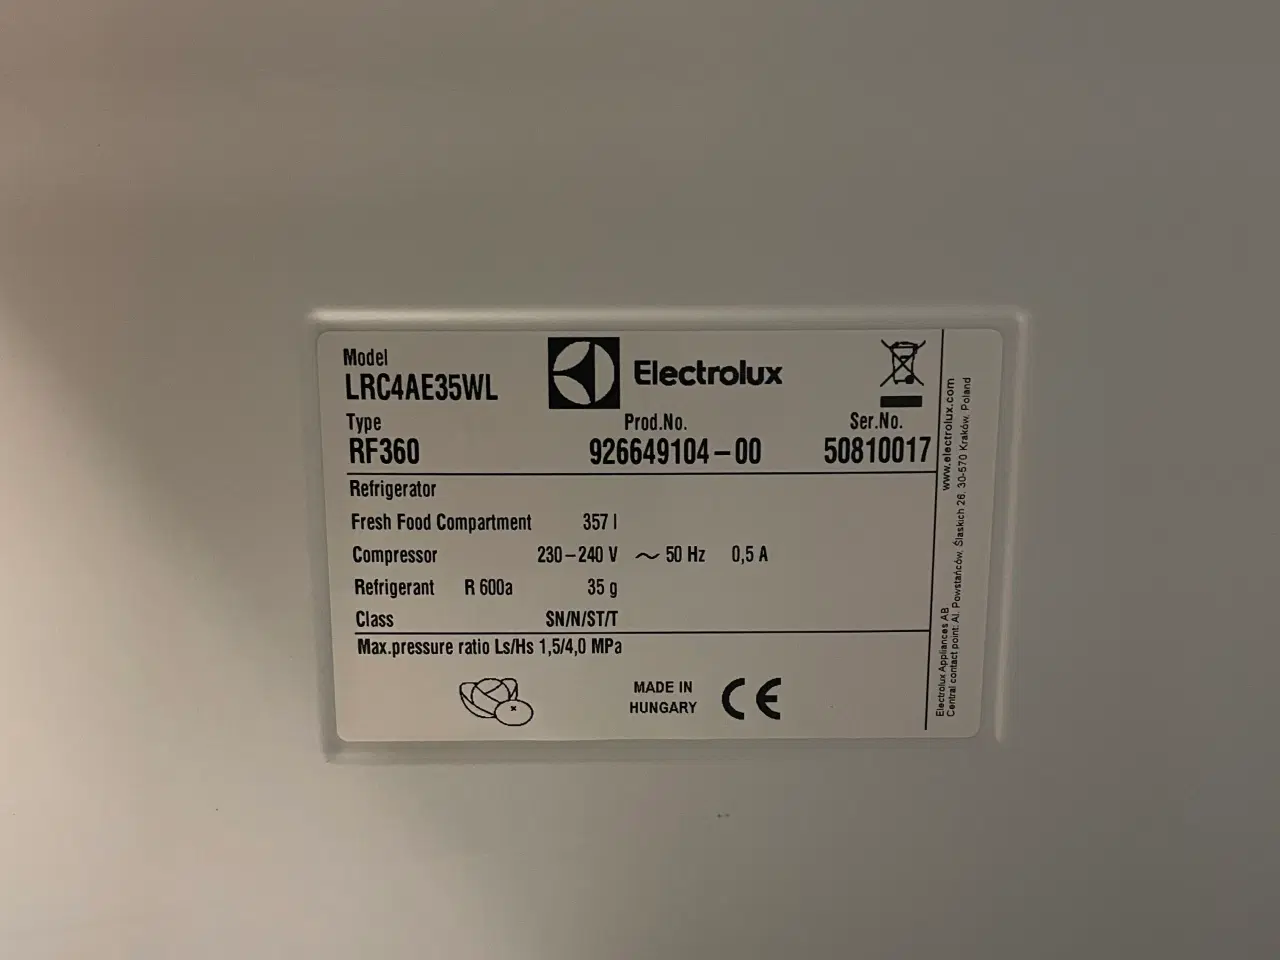 Model
LRC4AE35WL
Electrolux
Type
RF360
Prod.No.
926649104-00
Ser.No.
50810017
Refrigerator
Fresh Food Compartment 357 l
Compressor 230-240 V ~ 50 Hz 0,5 A
Refrigerant R 600a 35 g
Class SN/N/ST/T
Max.pressure ratio Ls/Hs 1,5/4,0 MPa
MADE IN
HUNGARY
CE
Electrolux Appliances AB www.electrolux.com
Central contact point: Al. Powstańców, Śląskich 26, 30-570 Kraków, Poland